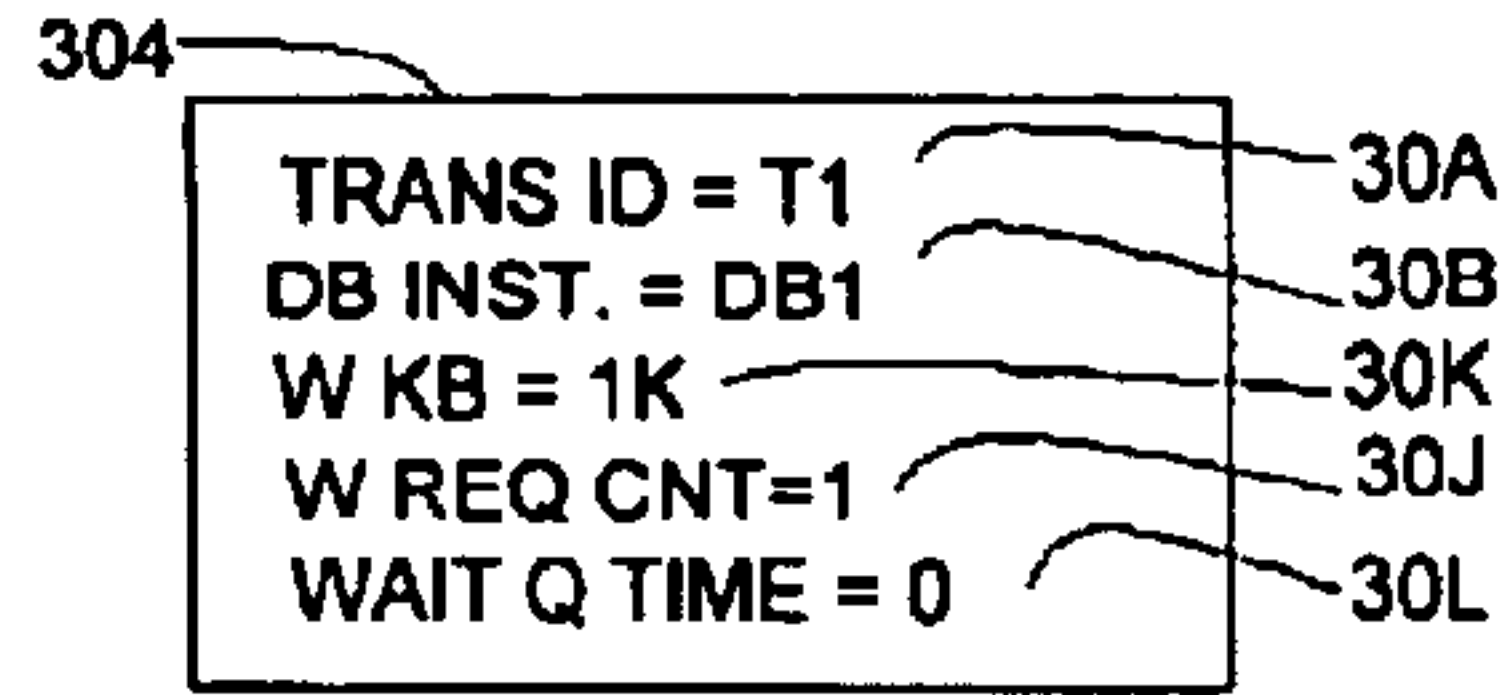 304
TRANS ID = T1 30A
DB INST. = DB1 30B
W KB = 1K 30K
W REQ CNT=1 30J
WAIT Q TIME = 0 30L